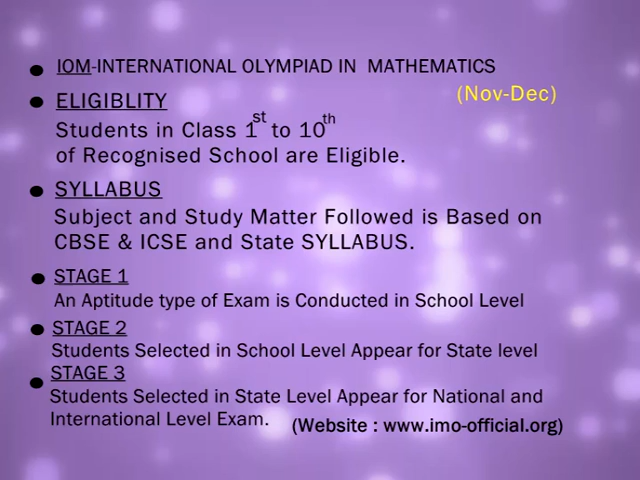 IOM-INTERNATIONAL OLYMPIAD IN MATHEMATICS
(Nov-Dec)
ELIGIBLITY
Students in Class 1st to 10th
of Recognised School are Eligible.
SYLLABUS
Subject and Study Matter Followed is Based on
CBSE & ICSE and State SYLLABUS.
STAGE 1
An Aptitude type of Exam is Conducted in School Level
STAGE 2
Students Selected in School Level Appear for State level
STAGE 3
Students Selected in State Level Appear for National and
International Level Exam. (Website : www.imo-official.org)